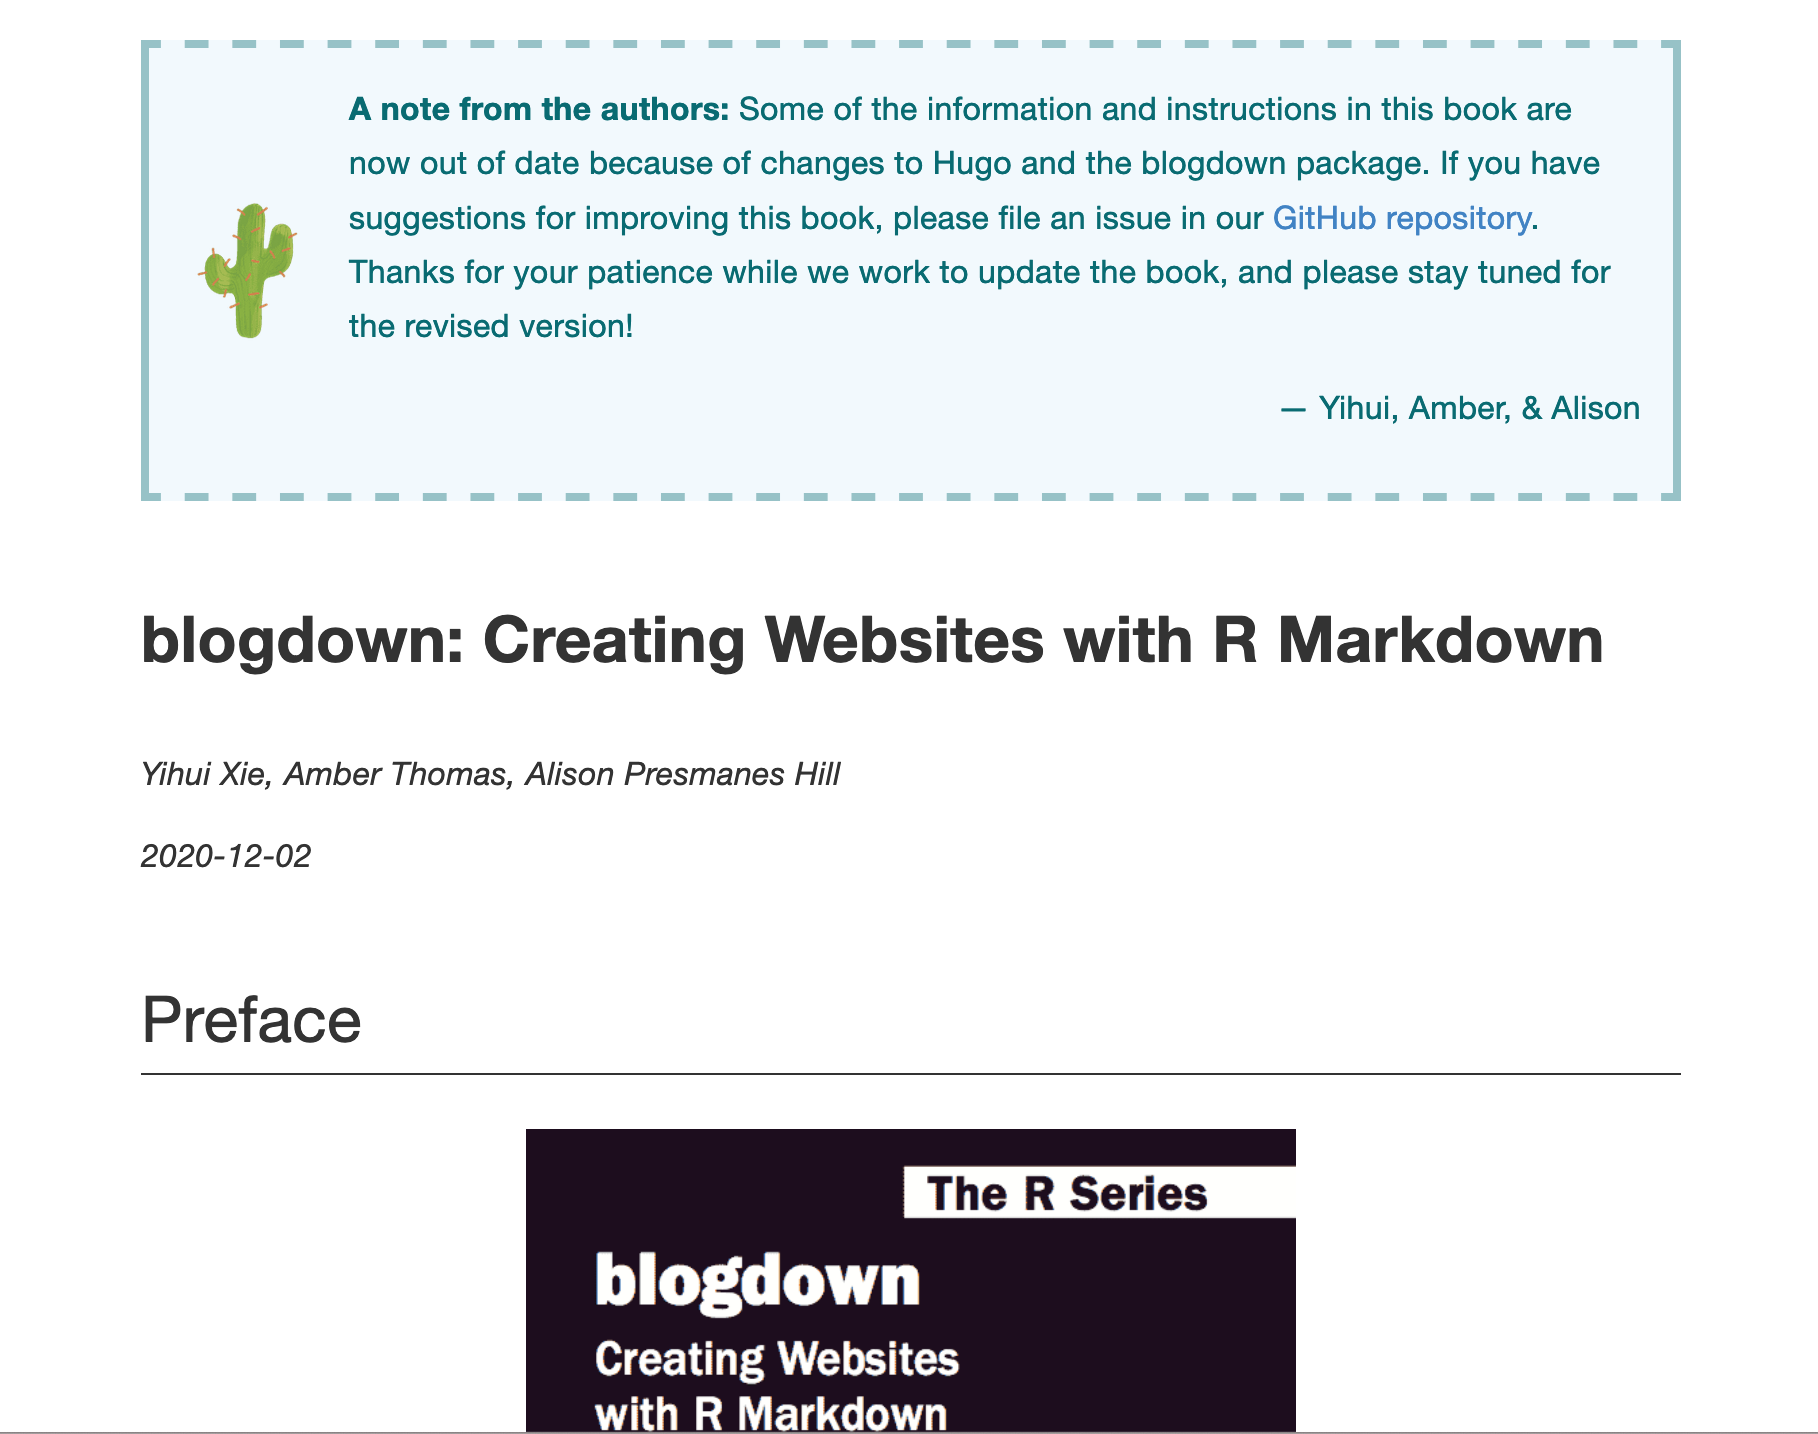 A note from the authors: Some of the information and instructions in this book are
now out of date because of changes to Hugo and the blogdown package. If you have
suggestions for improving this book, please file an issue in our GitHub repository.
Thanks for your patience while we work to update the book, and please stay tuned for
the revised version!
— Yihui, Amber, & Alison
blogdown: Creating Websites with R Markdown
Yihui Xie, Amber Thomas, Alison Presmanes Hill
2020-12-02
Preface
The R Series
blogdown
Creating Websites
with R Markdown